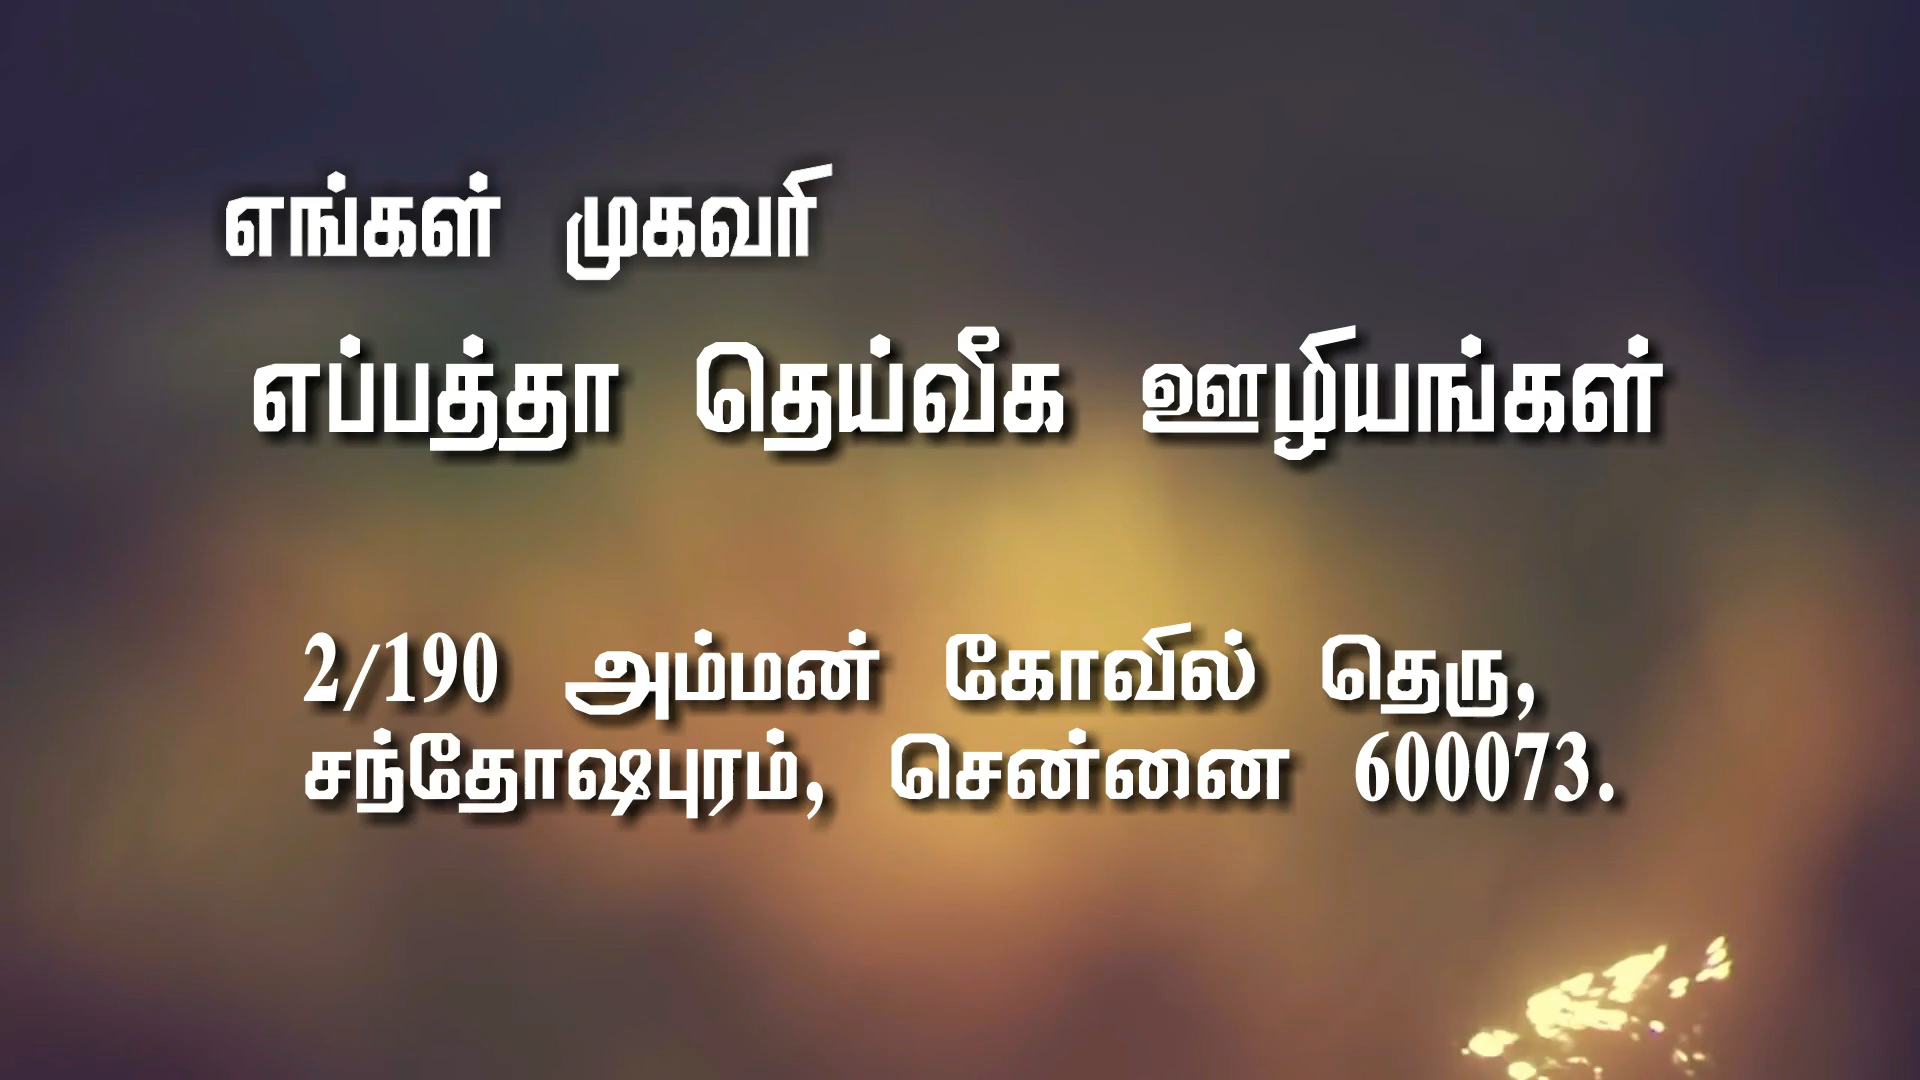 எங்கள் முகவரி
எப்பத்தா தெய்வீக ஊழியங்கள்
2/190 அம்மன் கோவில் தெரு,
சந்தோஷபுரம், சென்னை 600073.